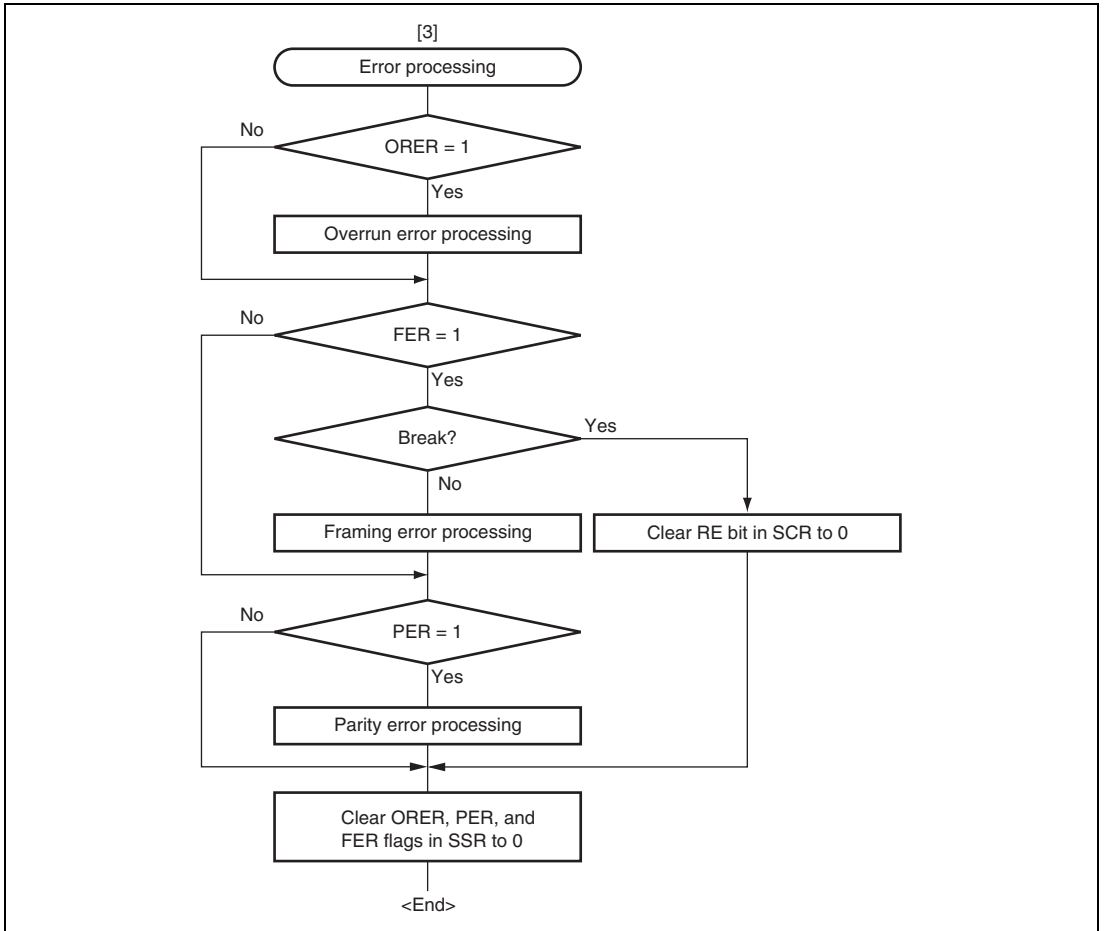 [3]
Error processing
No
ORER = 1
Yes
Overrun error processing
No
FER = 1
Yes
Break?
Yes
No
Framing error processing
Clear RE bit in SCR to 0
No
PER = 1
Yes
Parity error processing
Clear ORER, PER, and
FER flags in SSR to 0
<End>